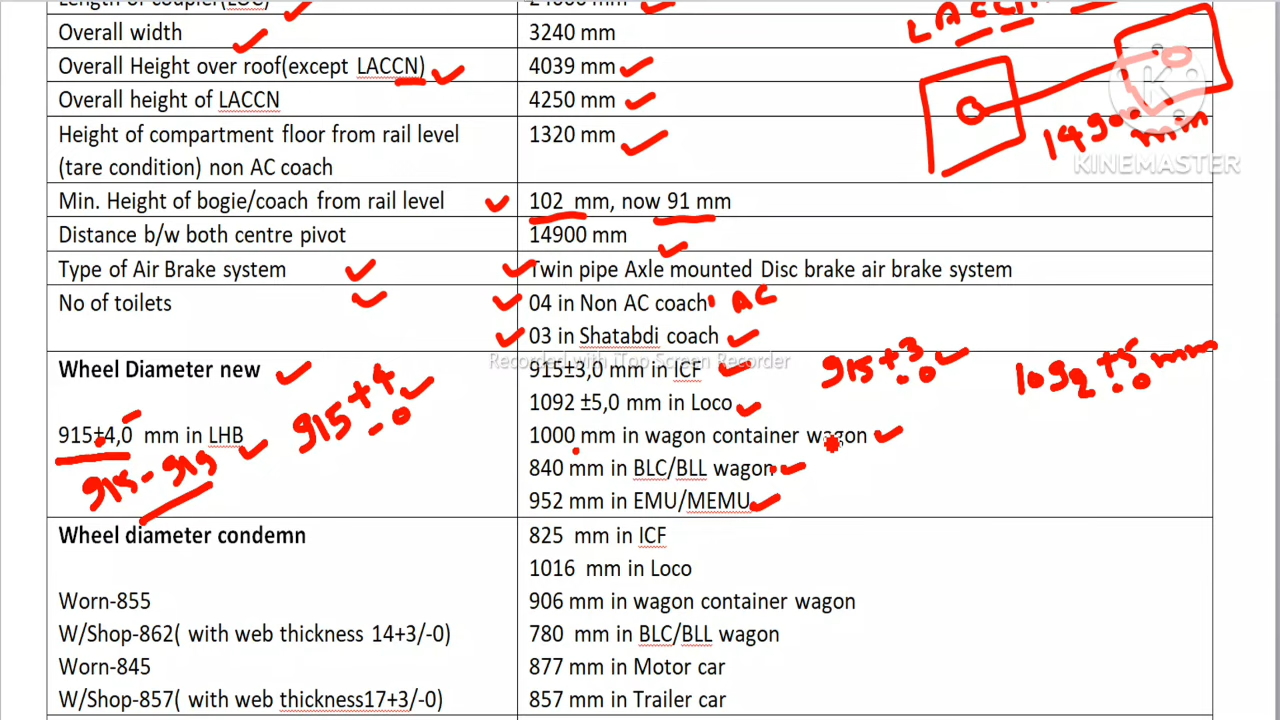 Length of coupler(LOC) 24000 mm
LACCN
Overall width 3240 mm
Overall Height over roof(except LACCN) 4039 mm
Overall height of LACCN 4250 mm
14900 mm
KINEMASTER
Height of compartment floor from rail level 1320 mm
(tare condition) non AC coach
Min. Height of bogie/coach from rail level 102 mm, now 91 mm
Distance b/w both centre pivot 14900 mm
Type of Air Brake system Twin pipe Axle mounted Disc brake air brake system
No of toilets 04 in Non AC coach AC
03 in Shatabdi coach
Recorded with iTop Screen Recorder
Wheel Diameter new 915±3,0 mm in ICF 915+3-0 1092+5-0 mm
1092 ±5,0 mm in Loco
915+4-0
915±4,0 mm in LHB 1000 mm in wagon container wagon
915-919 840 mm in BLC/BLL wagon
952 mm in EMU/MEMU
Wheel diameter condemn 825 mm in ICF
1016 mm in Loco
Worn-855 906 mm in wagon container wagon
W/Shop-862( with web thickness 14+3/-0) 780 mm in BLC/BLL wagon
Worn-845 877 mm in Motor car
W/Shop-857( with web thickness17+3/-0) 857 mm in Trailer car